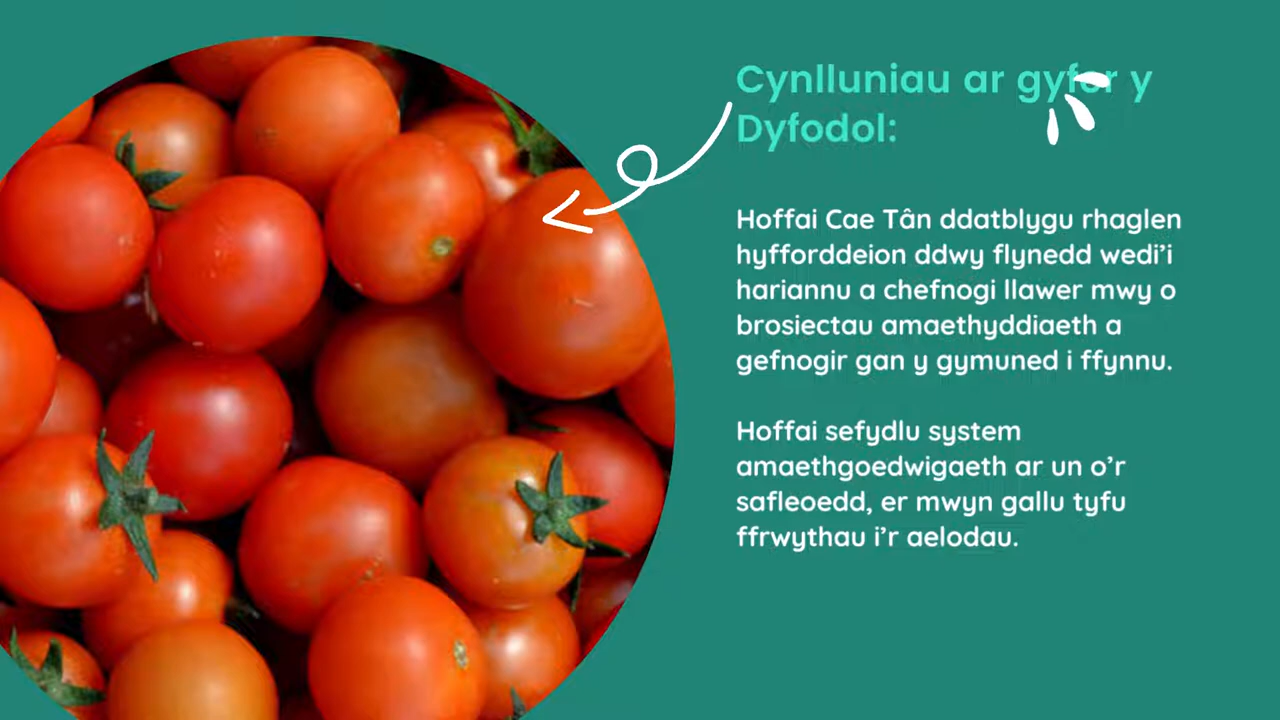 Cynlluniau ar gyfer y
Dyfodol:
Hoffai Cae Tân ddatblygu rhaglen
hyfforddeion ddwy flynedd wedi’i
hariannu a chefnogi llawer mwy o
brosiectau amaethyddiaeth a
gefnogir gan y gymuned i ffynnu.
Hoffai sefydlu system
amaethgoedwigaeth ar un o’r
safleoedd, er mwyn gallu tyfu
ffrwythau i’r aelodau.